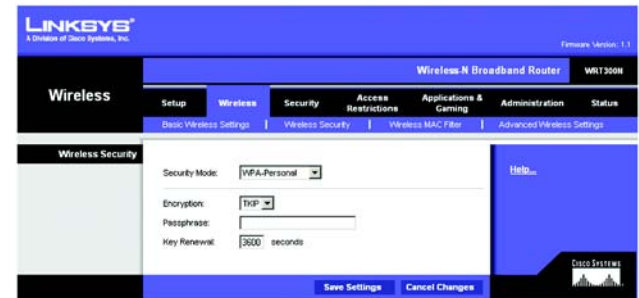 LINKSYS®
A Division of Cisco Systems, Inc.
Firmware Version: 1.1
Wireless-N Broadband Router WRT300N
Wireless
Setup Wireless Security Access Restrictions Applications & Gaming Administration Status
Basic Wireless Settings | Wireless Security | Wireless MAC Filter | Advanced Wireless Settings
Wireless Security
Security Mode: WPA-Personal
Help...
Encryption: TKIP
Passphrase:
Key Renewal: 3600 seconds
CISCO SYSTEMS
Save Settings Cancel Changes